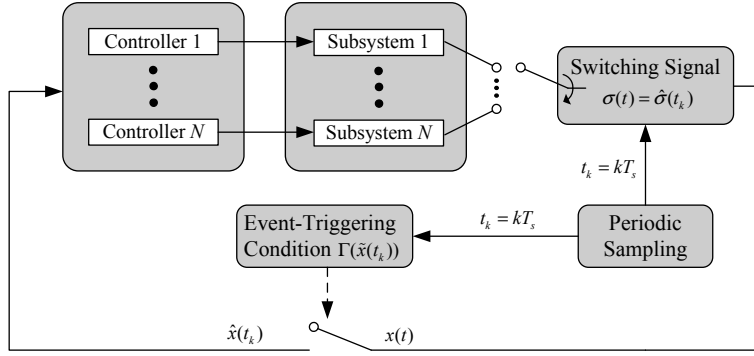 Controller 1
Controller N
Subsystem 1
Subsystem N
Switching Signal
σ(t) = σ̂(t_k)
t_k = kT_s
Event-Triggering
Condition Γ(x̃(t_k))
t_k = kT_s
Periodic
Sampling
x̂(t_k)
x(t)